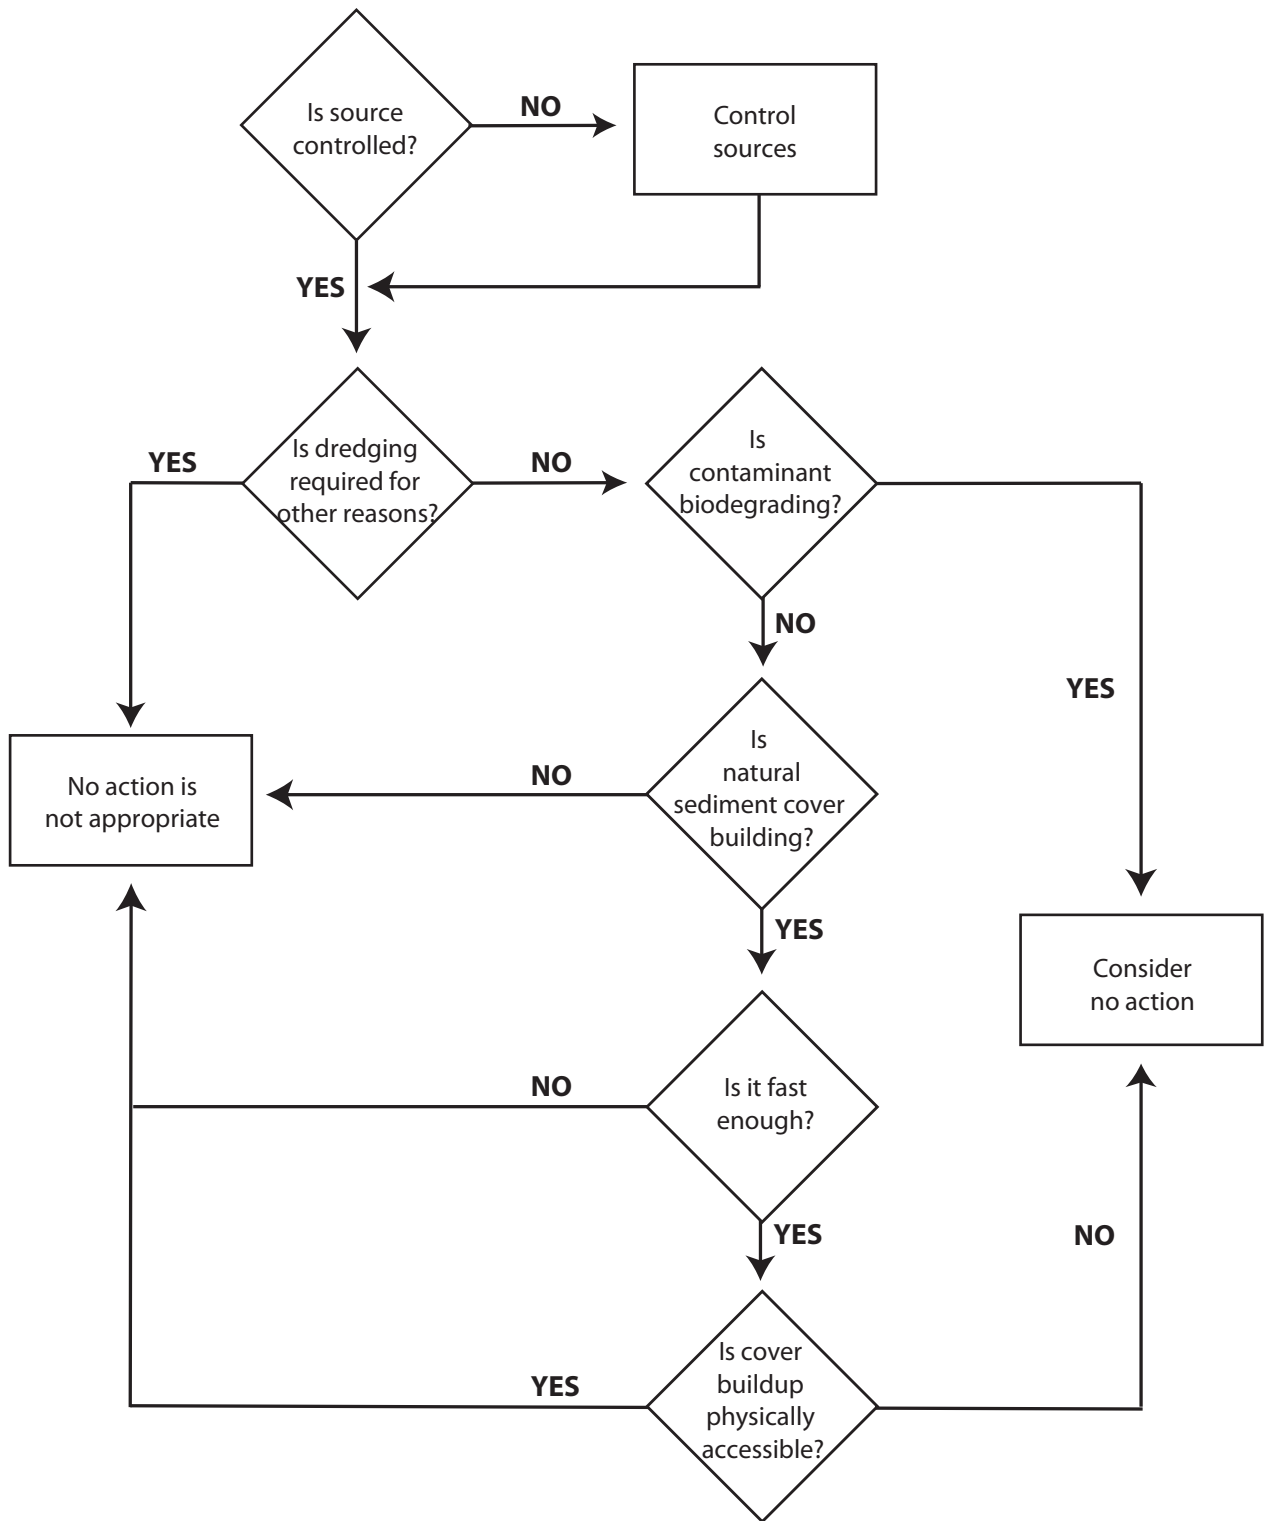 Is source
controlled?
NO
Control
sources
YES
YES
Is dredging
required for
other reasons?
NO
Is
contaminant
biodegrading?
NO
YES
No action is
not appropriate
NO
Is
natural
sediment cover
building?
YES
Consider
no action
NO
Is it fast
enough?
YES
NO
YES
Is cover
buildup
physically
accessible?